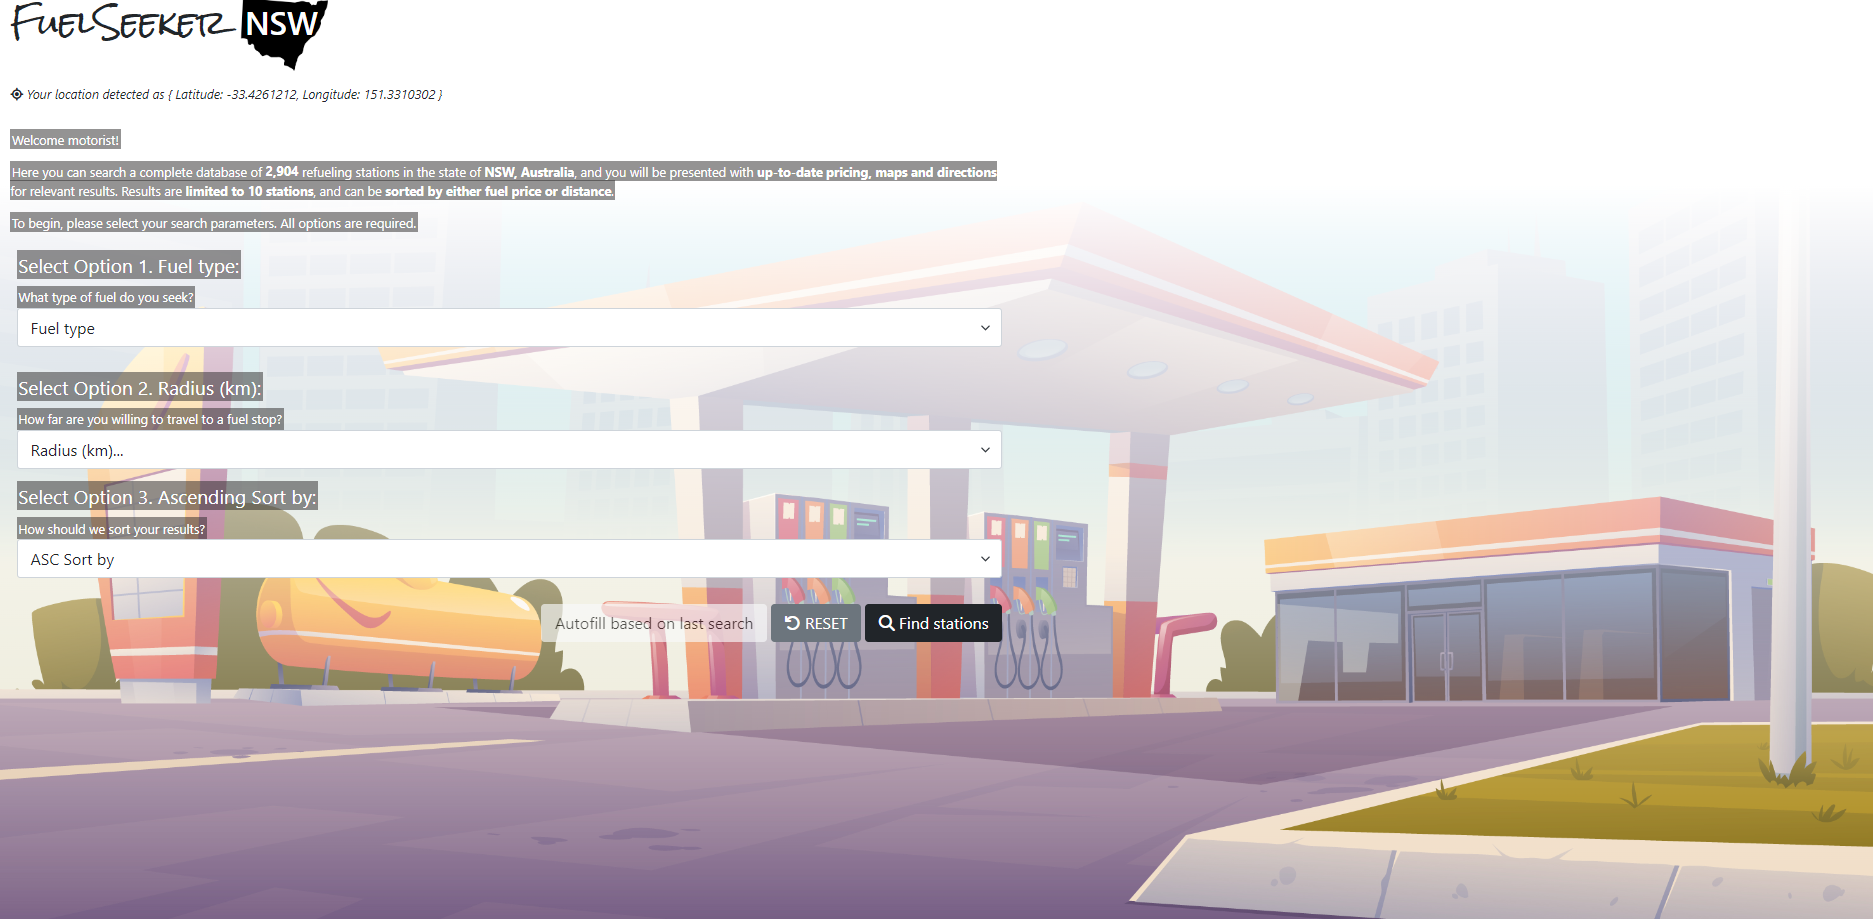 FuelSeeker NSW
Your location detected as { Latitude: -33.4261212, Longitude: 151.3310302 }
Welcome motorist!
Here you can search a complete database of 2,904 refueling stations in the state of NSW, Australia, and you will be presented with up-to-date pricing, maps and directions
for relevant results. Results are limited to 10 stations, and can be sorted by either fuel price or distance.
To begin, please select your search parameters. All options are required.
Select Option 1. Fuel type:
What type of fuel do you seek?
Fuel type
Select Option 2. Radius (km):
How far are you willing to travel to a fuel stop?
Radius (km)...
Select Option 3. Ascending Sort by:
How should we sort your results?
ASC Sort by
Autofill based on last search RESET Find stations